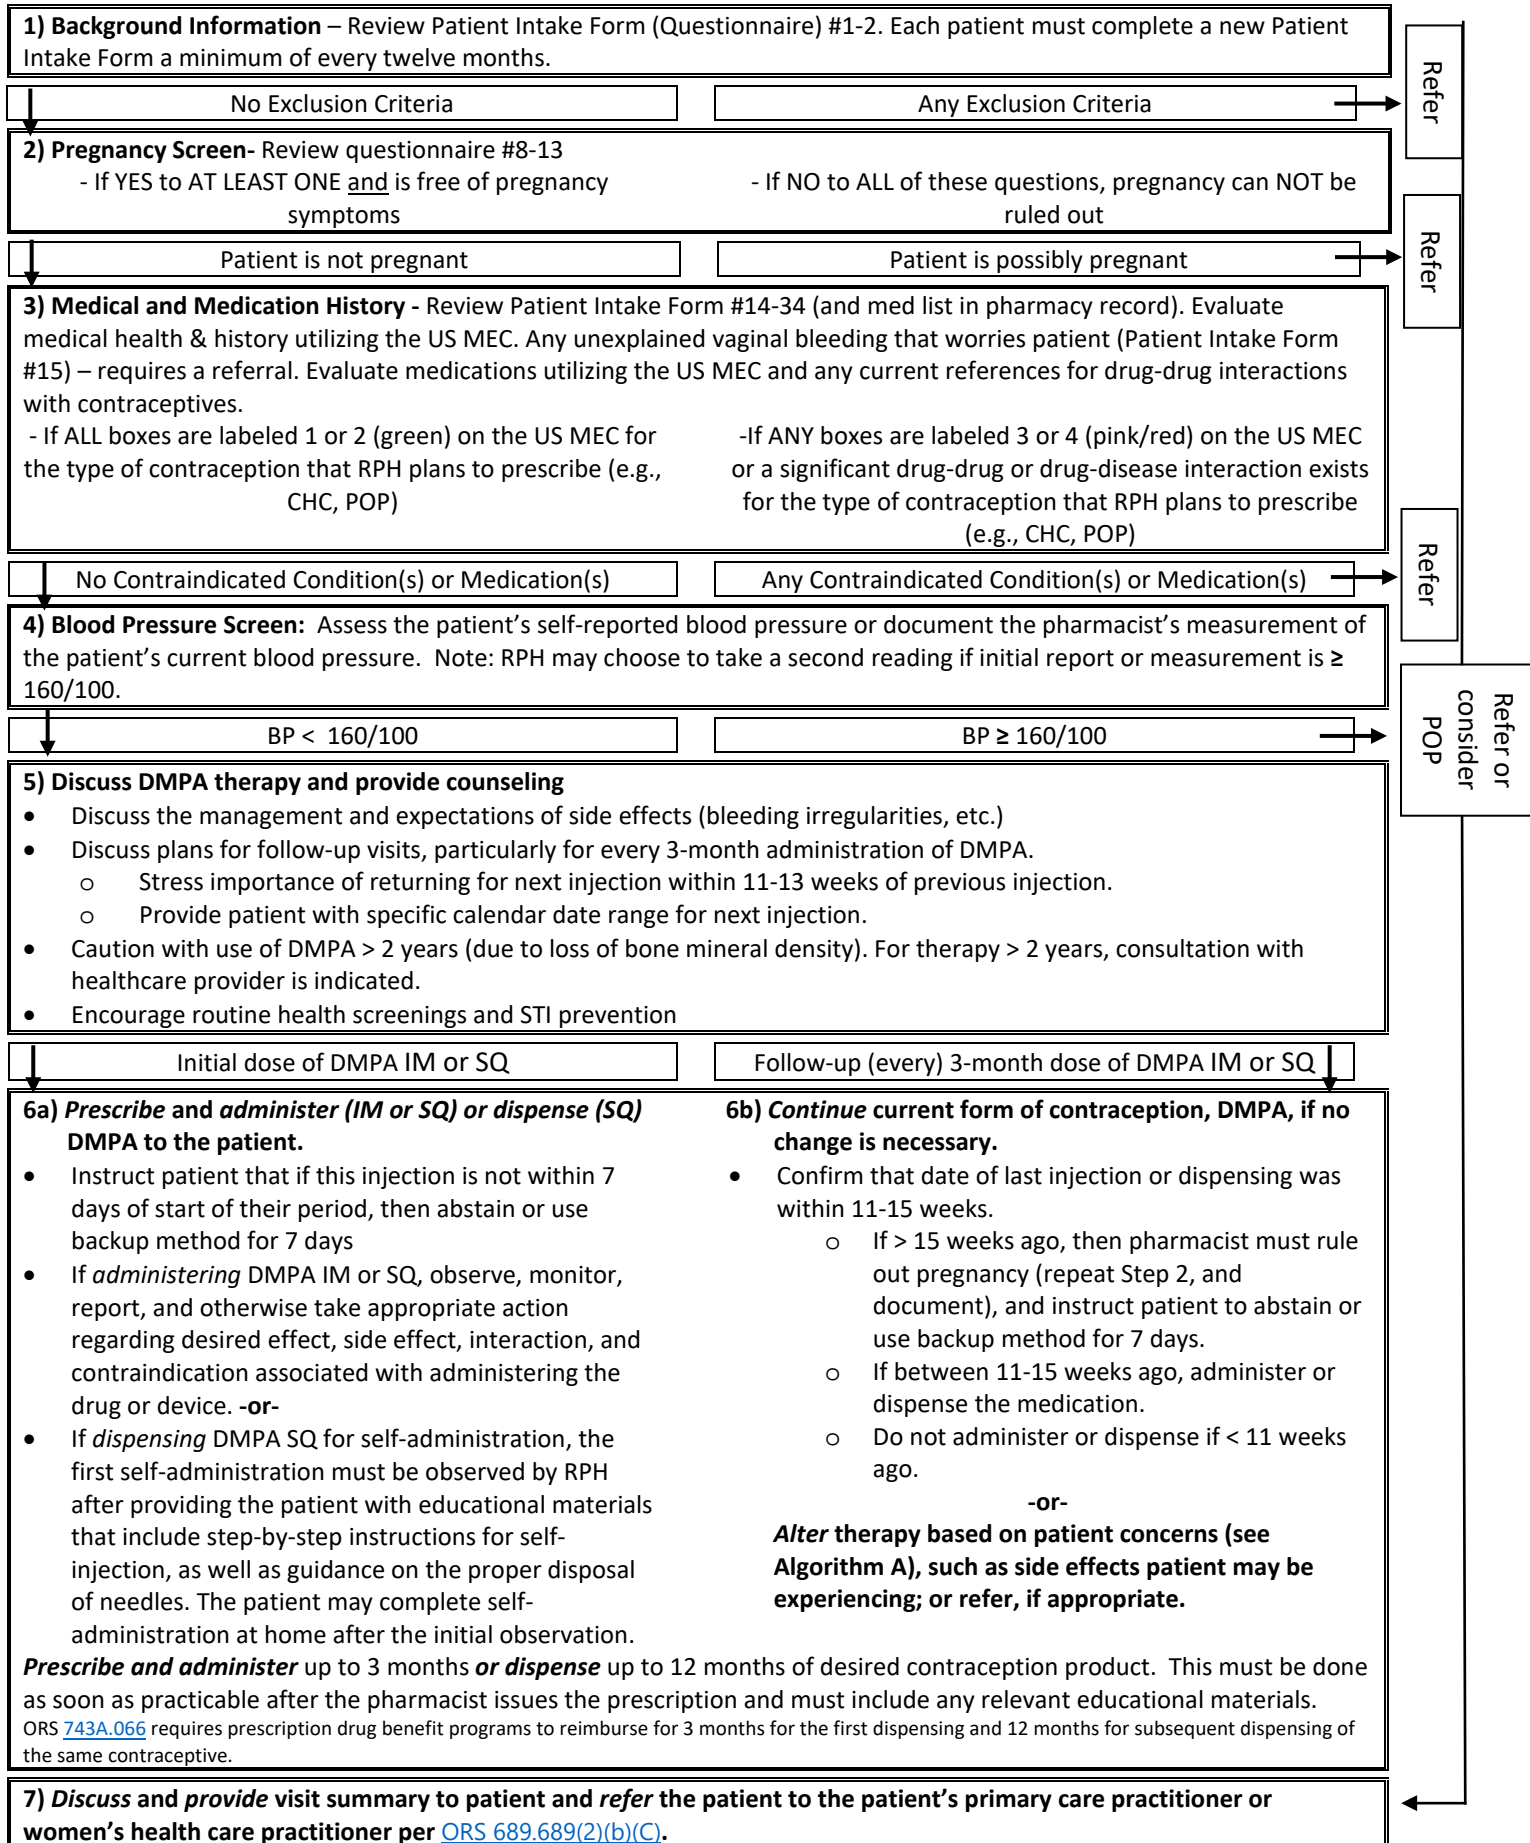 1) Background Information – Review Patient Intake Form (Questionnaire) #1-2. Each patient must complete a new Patient
Intake Form a minimum of every twelve months.
No Exclusion Criteria
Any Exclusion Criteria
Refer
2) Pregnancy Screen- Review questionnaire #8-13
- If YES to AT LEAST ONE and is free of pregnancy
symptoms
- If NO to ALL of these questions, pregnancy can NOT be
ruled out
Patient is not pregnant
Patient is possibly pregnant
Refer
3) Medical and Medication History - Review Patient Intake Form #14-34 (and med list in pharmacy record). Evaluate
medical health & history utilizing the US MEC. Any unexplained vaginal bleeding that worries patient (Patient Intake Form
#15) – requires a referral. Evaluate medications utilizing the US MEC and any current references for drug-drug interactions
with contraceptives.
- If ALL boxes are labeled 1 or 2 (green) on the US MEC for
the type of contraception that RPH plans to prescribe (e.g.,
CHC, POP)
-If ANY boxes are labeled 3 or 4 (pink/red) on the US MEC
or a significant drug-drug or drug-disease interaction exists
for the type of contraception that RPH plans to prescribe
(e.g., CHC, POP)
No Contraindicated Condition(s) or Medication(s)
Any Contraindicated Condition(s) or Medication(s)
Refer
4) Blood Pressure Screen: Assess the patient’s self-reported blood pressure or document the pharmacist’s measurement of
the patient’s current blood pressure. Note: RPH may choose to take a second reading if initial report or measurement is ≥
160/100.
BP < 160/100
BP ≥ 160/100
Refer or
consider
POP
5) Discuss DMPA therapy and provide counseling
• Discuss the management and expectations of side effects (bleeding irregularities, etc.)
• Discuss plans for follow-up visits, particularly for every 3-month administration of DMPA.
o Stress importance of returning for next injection within 11-13 weeks of previous injection.
o Provide patient with specific calendar date range for next injection.
• Caution with use of DMPA > 2 years (due to loss of bone mineral density). For therapy > 2 years, consultation with
healthcare provider is indicated.
• Encourage routine health screenings and STI prevention
Initial dose of DMPA IM or SQ
Follow-up (every) 3-month dose of DMPA IM or SQ
6a) Prescribe and administer (IM or SQ) or dispense (SQ)
DMPA to the patient.
• Instruct patient that if this injection is not within 7
days of start of their period, then abstain or use
backup method for 7 days
• If administering DMPA IM or SQ, observe, monitor,
report, and otherwise take appropriate action
regarding desired effect, side effect, interaction, and
contraindication associated with administering the
drug or device. -or-
• If dispensing DMPA SQ for self-administration, the
first self-administration must be observed by RPH
after providing the patient with educational materials
that include step-by-step instructions for self-
injection, as well as guidance on the proper disposal
of needles. The patient may complete self-
administration at home after the initial observation.
6b) Continue current form of contraception, DMPA, if no
change is necessary.
• Confirm that date of last injection or dispensing was
within 11-15 weeks.
o If > 15 weeks ago, then pharmacist must rule
out pregnancy (repeat Step 2, and
document), and instruct patient to abstain or
use backup method for 7 days.
o If between 11-15 weeks ago, administer or
dispense the medication.
o Do not administer or dispense if < 11 weeks
ago.
-or-
Alter therapy based on patient concerns (see
Algorithm A), such as side effects patient may be
experiencing; or refer, if appropriate.
Prescribe and administer up to 3 months or dispense up to 12 months of desired contraception product. This must be done
as soon as practicable after the pharmacist issues the prescription and must include any relevant educational materials.
ORS 743A.066 requires prescription drug benefit programs to reimburse for 3 months for the first dispensing and 12 months for subsequent dispensing of
the same contraceptive.
7) Discuss and provide visit summary to patient and refer the patient to the patient’s primary care practitioner or
women’s health care practitioner per ORS 689.689(2)(b)(C).